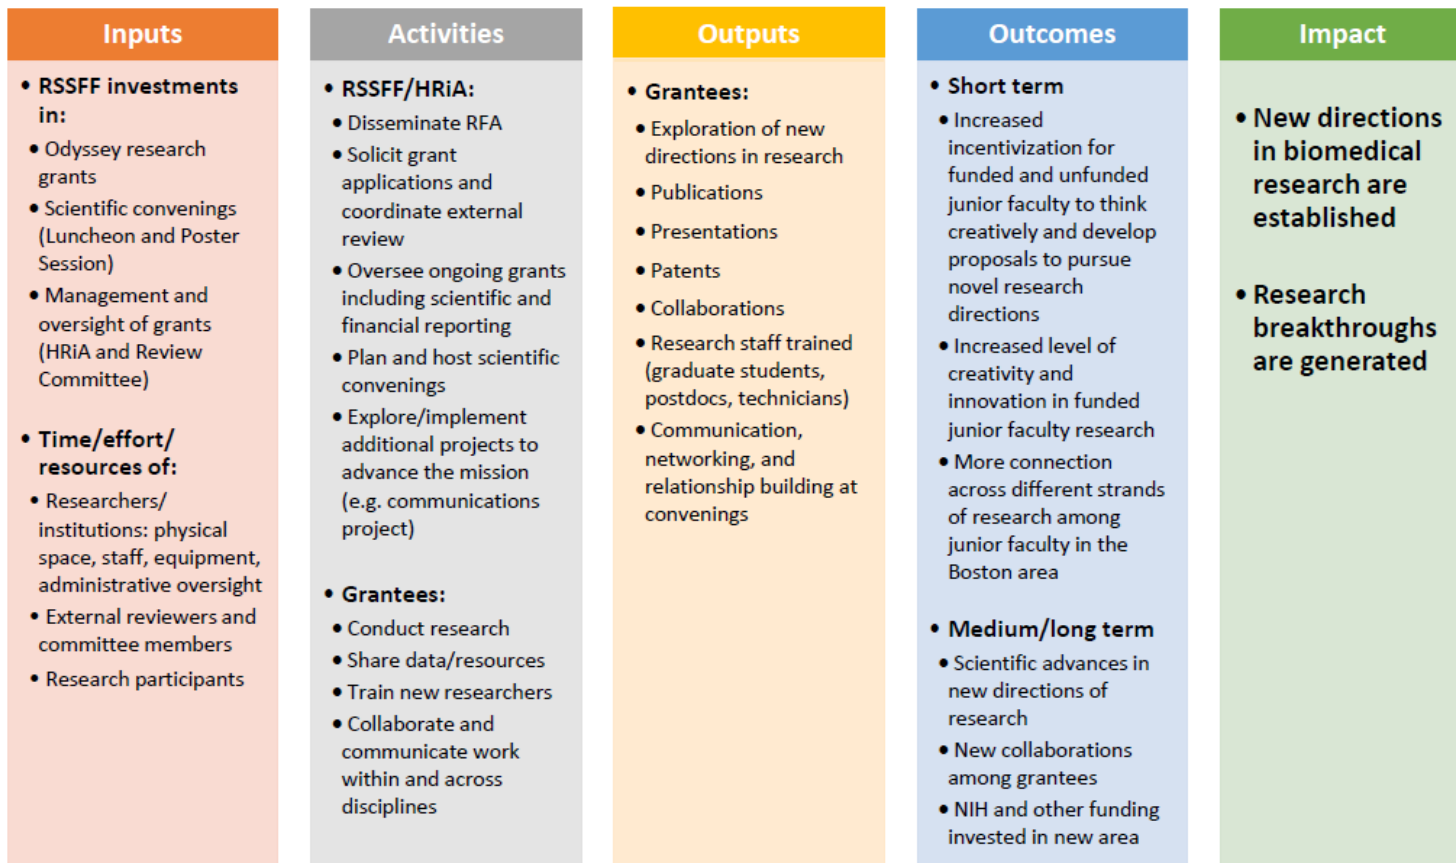 Inputs
• RSSFF investments
in:
• Odyssey research
grants
• Scientific convenings
(Luncheon and Poster
Session)
• Management and
oversight of grants
(HRiA and Review
Committee)
• Time/effort/
resources of:
• Researchers/
institutions: physical
space, staff, equipment,
administrative oversight
• External reviewers and
committee members
• Research participants
Activities
• RSSFF/HRiA:
• Disseminate RFA
• Solicit grant
applications and
coordinate external
review
• Oversee ongoing grants
including scientific and
financial reporting
• Plan and host scientific
convenings
• Explore/implement
additional projects to
advance the mission
(e.g. communications
project)
• Grantees:
• Conduct research
• Share data/resources
• Train new researchers
• Collaborate and
communicate work
within and across
disciplines
Outputs
• Grantees:
• Exploration of new
directions in research
• Publications
• Presentations
• Patents
• Collaborations
• Research staff trained
(graduate students,
postdocs, technicians)
• Communication,
networking, and
relationship building at
convenings
Outcomes
• Short term
• Increased
incentivization for
funded and unfunded
junior faculty to think
creatively and develop
proposals to pursue
novel research
directions
• Increased level of
creativity and
innovation in funded
junior faculty research
• More connection
across different strands
of research among
junior faculty in the
Boston area
• Medium/long term
• Scientific advances in
new directions of
research
• New collaborations
among grantees
• NIH and other funding
invested in new area
Impact
• New directions
in biomedical
research are
established
• Research
breakthroughs
are generated